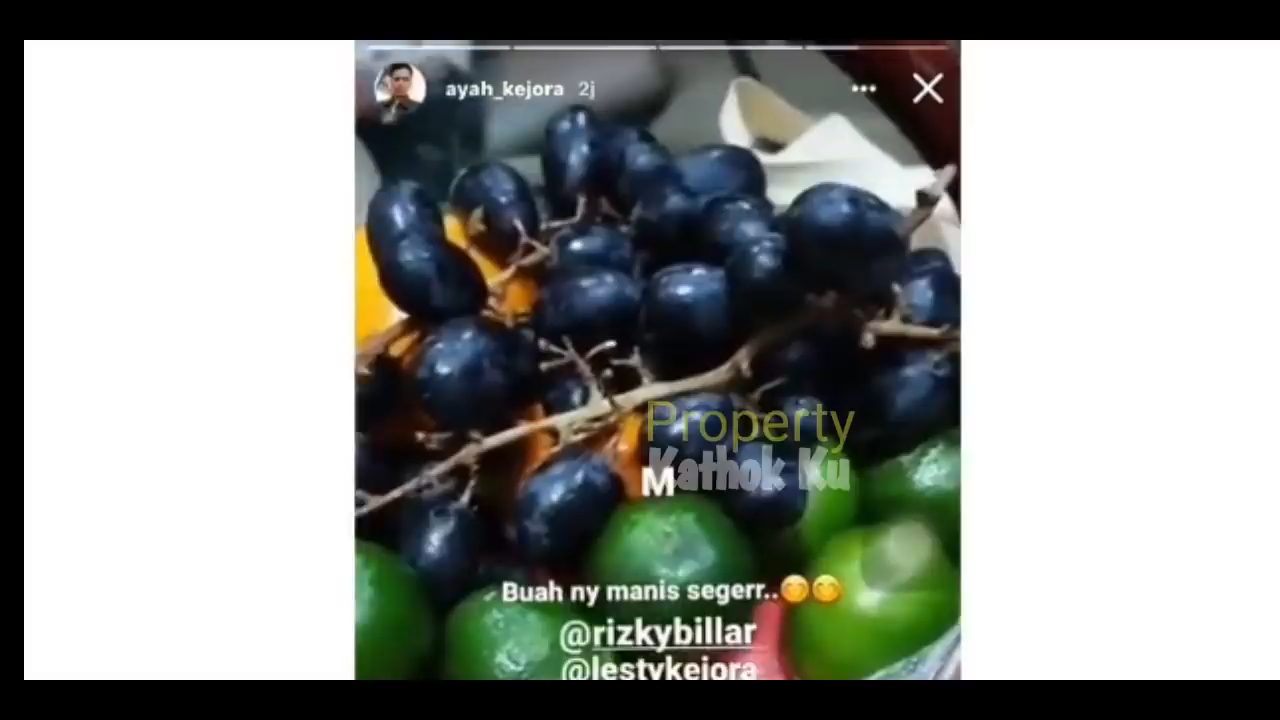 ayah_kejora 2j
Property
Kathok Ku
M
Buah ny manis segerr..😊😊
@rizkybillar
@lestykejora